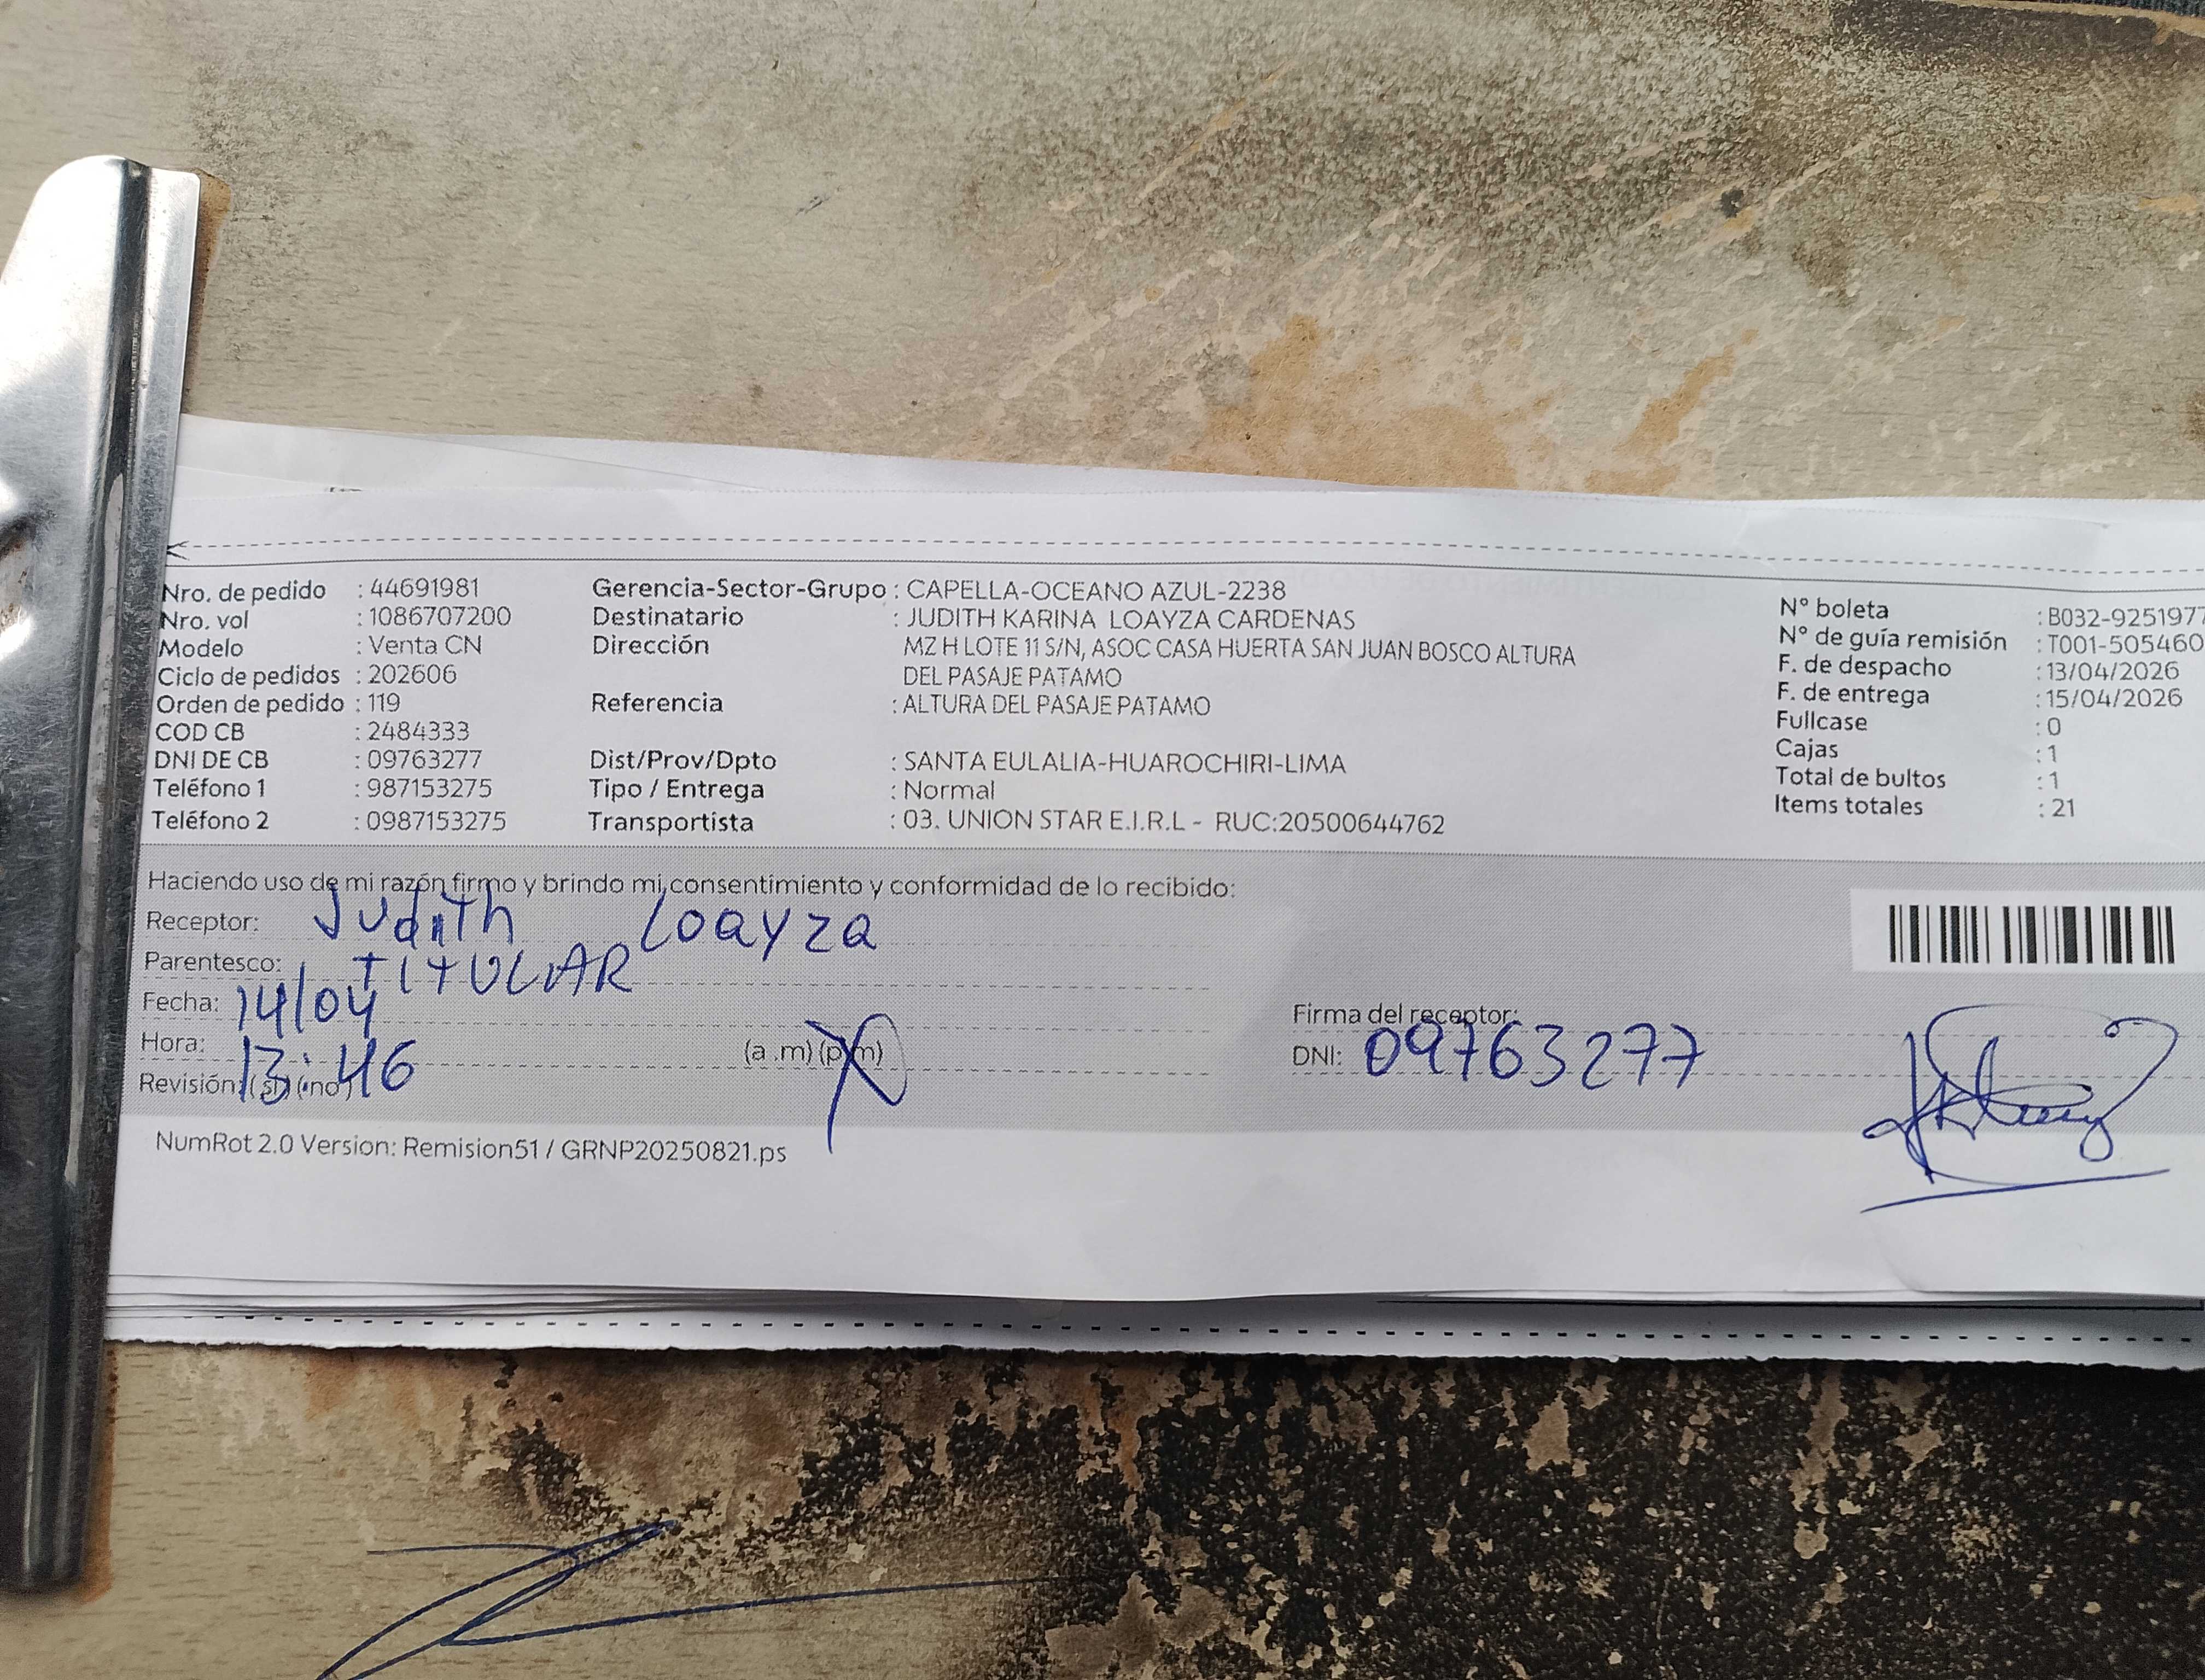 Nro. de pedido : 44691981
Nro. vol : 1086707200
Modelo : Venta CN
Ciclo de pedidos : 202606
Orden de pedido : 119
COD CB : 2484333
DNI DE CB : 09763277
Teléfono 1 : 987153275
Teléfono 2 : 0987153275
Gerencia-Sector-Grupo : CAPELLA-OCEANO AZUL-2238
Destinatario : JUDITH KARINA LOAYZA CARDENAS
Dirección MZ H LOTE 11 S/N, ASOC CASA HUERTA SAN JUAN BOSCO ALTURA
DEL PASAJE PATAMO
Referencia : ALTURA DEL PASAJE PATAMO
Dist/Prov/Dpto : SANTA EULALIA-HUAROCHIRI-LIMA
Tipo / Entrega : Normal
Transportista : 03. UNION STAR E.I.R.L - RUC:20500644762
N° boleta : B032-9251977
N° de guía remisión : T001-505460
F. de despacho : 13/04/2026
F. de entrega : 15/04/2026
Fullcase : 0
Cajas : 1
Total de bultos : 1
Items totales : 21
Haciendo uso de mi razón firmo y brindo mi consentimiento y conformidad de lo recibido:
Receptor: Judith Loayza
Parentesco: TITULAR
Fecha: 14/04
Hora: 13:46 (a .m) (p.m)
Revisión: (si) (no)
Firma del receptor:
DNI: 09763277
NumRot 2.0 Version: Remision51 / GRNP20250821.ps